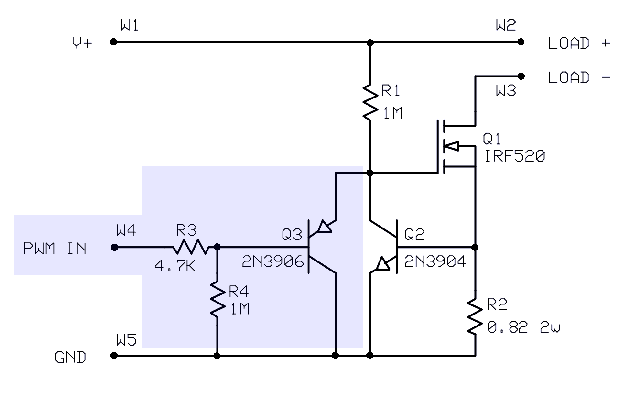 W1 W2
V+ LOAD +
LOAD -
W3
R1
1M
Q1
IRF520
W4 R3 Q3 Q2
PWM IN
4.7K 2N3906 2N3904
R4
1M
R2
0.82 2w
W5
GND